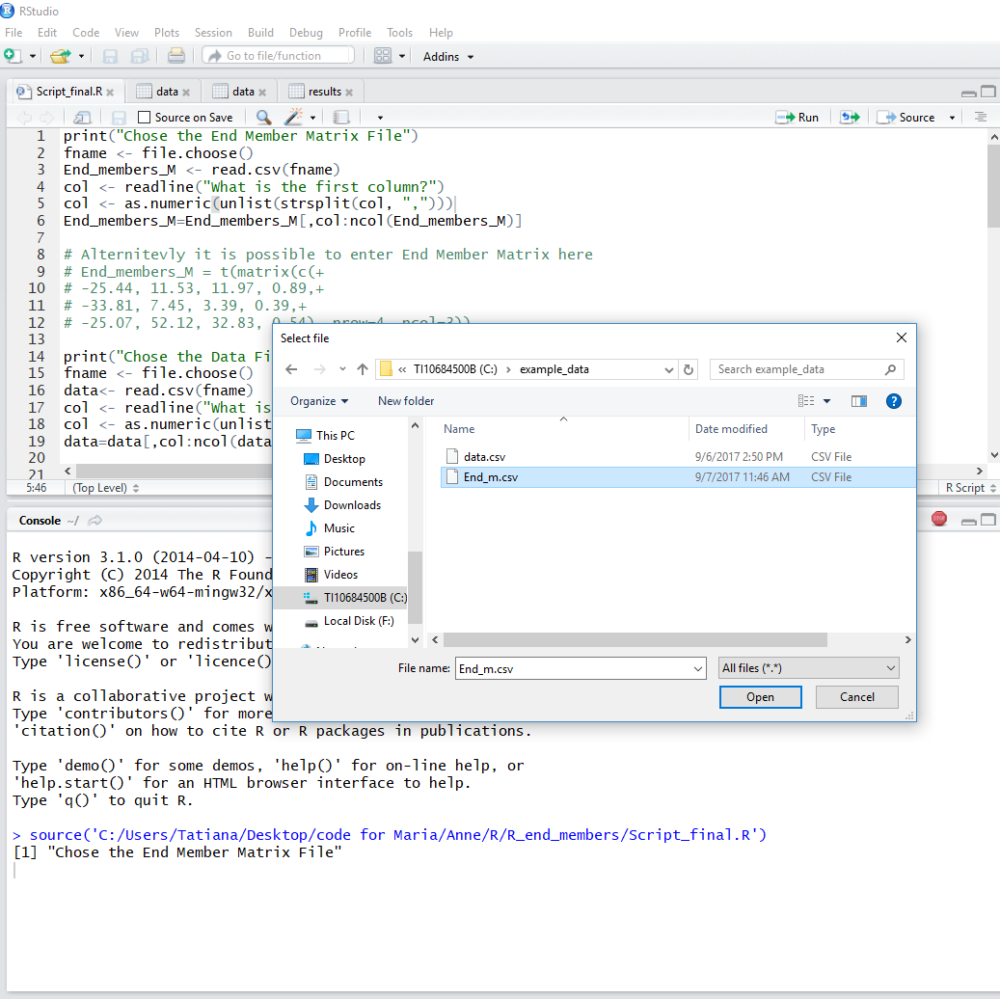 RStudio
File Edit Code View Plots Session Build Debug Profile Tools Help
Go to file/function Addins
Script_final.R data data results
Source on Save Run Source
1 print("Chose the End Member Matrix File")
2 fname <- file.choose()
3 End_members_M <- read.csv(fname)
4 col <- readline("What is the first column?")
5 col <- as.numeric(unlist(strsplit(col, ",")))
6 End_members_M=End_members_M[,col:ncol(End_members_M)]
7
8 # Alternitevly it is possible to enter End Member Matrix here
9 # End_members_M = t(matrix(c(+
10 # -25.44, 11.53, 11.97, 0.89,+
11 # -33.81, 7.45, 3.39, 0.39,+
12 # -25.07, 52.12, 32.83, 0.54), nrow=4, ncol=3))
13
14 print("Chose the Data Fi
15 fname <- file.choose()
16 data<- read.csv(fname)
17 col <- readline("What is
18 col <- as.numeric(unlist
19 data=data[,col:ncol(data
20
21
5:46 (Top Level) R Script
Select file
« TI10684500B (C:) › example_data Search example_data
Organize New folder
Name Date modified Type
This PC
Desktop
Documents
Downloads
Music
Pictures
Videos
TI10684500B (C:)
Local Disk (F:)
data.csv 9/6/2017 2:50 PM CSV File
End_m.csv 9/7/2017 11:46 AM CSV File
File name: End_m.csv All files (*.*)
Open Cancel
Console ~/
STOP
R version 3.1.0 (2014-04-10) -
Copyright (C) 2014 The R Found
Platform: x86_64-w64-mingw32/x
R is free software and comes w
You are welcome to redistribut
Type 'license()' or 'licence()
R is a collaborative project w
Type 'contributors()' for more
'citation()' on how to cite R or R packages in publications.
Type 'demo()' for some demos, 'help()' for on-line help, or
'help.start()' for an HTML browser interface to help.
Type 'q()' to quit R.
> source('C:/Users/Tatiana/Desktop/code for Maria/Anne/R/R_end_members/Script_final.R')
[1] "Chose the End Member Matrix File"